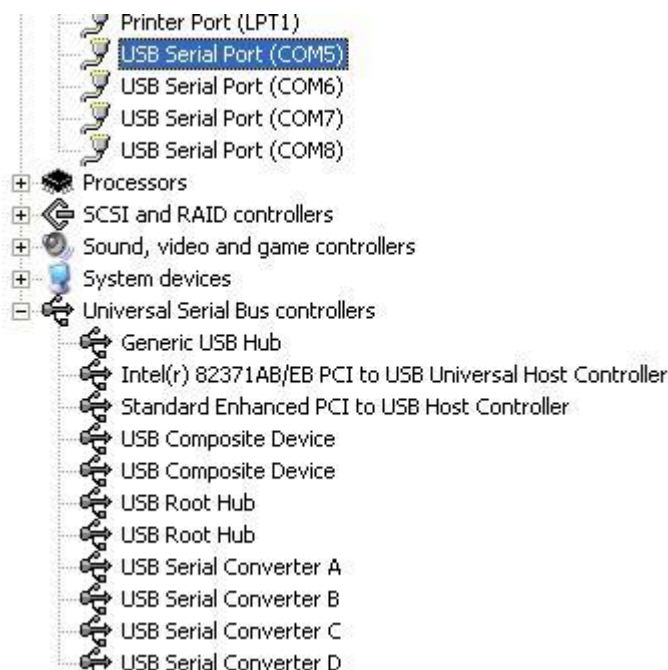 Printer Port (LPT1)
USB Serial Port (COM5)
USB Serial Port (COM6)
USB Serial Port (COM7)
USB Serial Port (COM8)
Processors
SCSI and RAID controllers
Sound, video and game controllers
System devices
Universal Serial Bus controllers
Generic USB Hub
Intel(r) 82371AB/EB PCI to USB Universal Host Controller
Standard Enhanced PCI to USB Host Controller
USB Composite Device
USB Composite Device
USB Root Hub
USB Root Hub
USB Serial Converter A
USB Serial Converter B
USB Serial Converter C
USB Serial Converter D